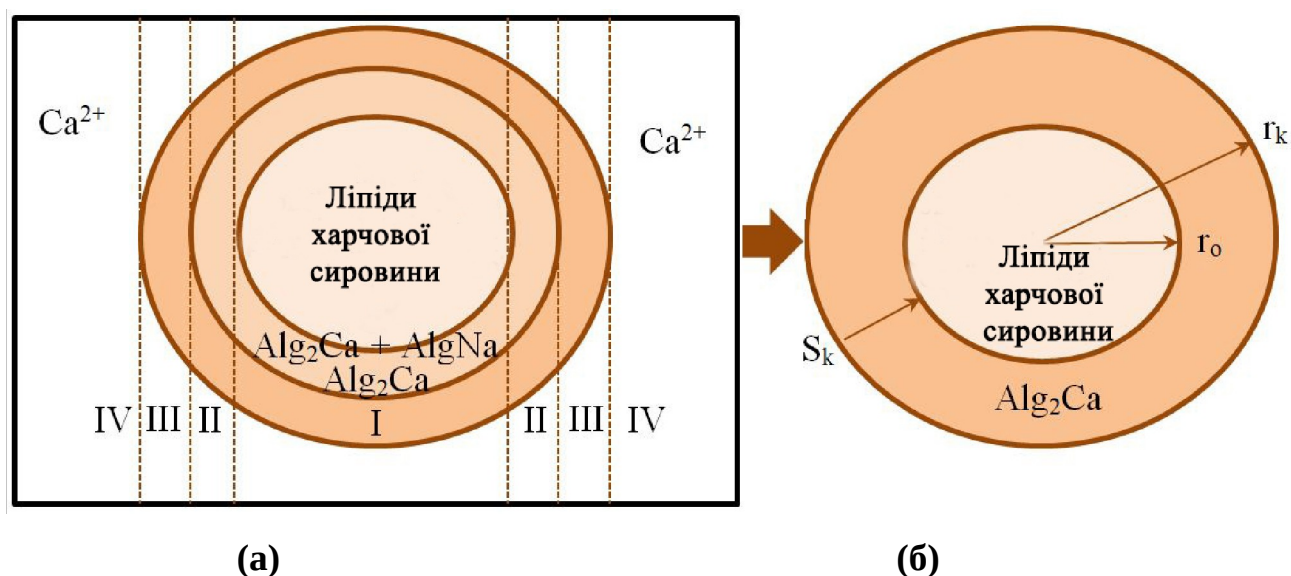 Ca²⁺
Ca²⁺
Ліпіди
харчової
сировини
Alg₂Ca + AlgNa
Alg₂Ca
IV III II I II III IV
rₖ
rₒ
Ліпіди
харчової
сировини
Sₖ
Alg₂Ca
(а)
(б)